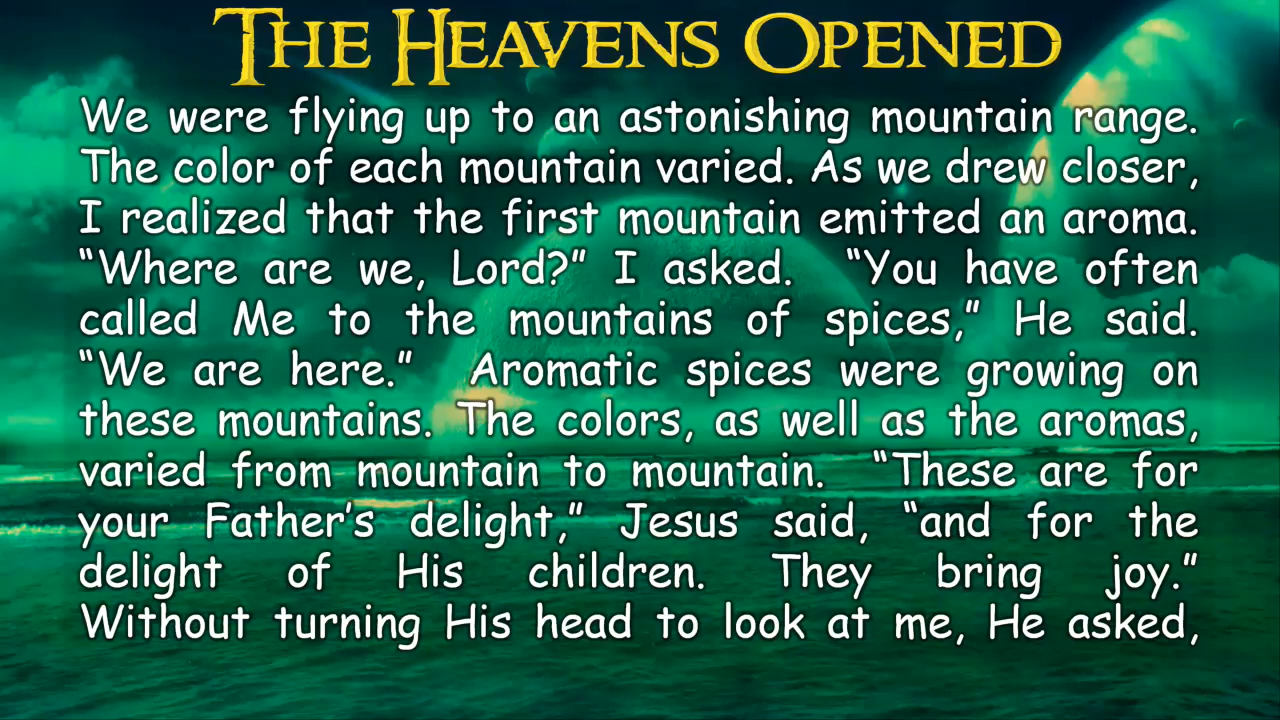 THE HEAVENS OPENED
We were flying up to an astonishing mountain range.
The color of each mountain varied. As we drew closer,
I realized that the first mountain emitted an aroma.
“Where are we, Lord?” I asked. “You have often
called Me to the mountains of spices,” He said.
“We are here.” Aromatic spices were growing on
these mountains. The colors, as well as the aromas,
varied from mountain to mountain. “These are for
your Father’s delight,” Jesus said, “and for the
delight of His children. They bring joy.”
Without turning His head to look at me, He asked,